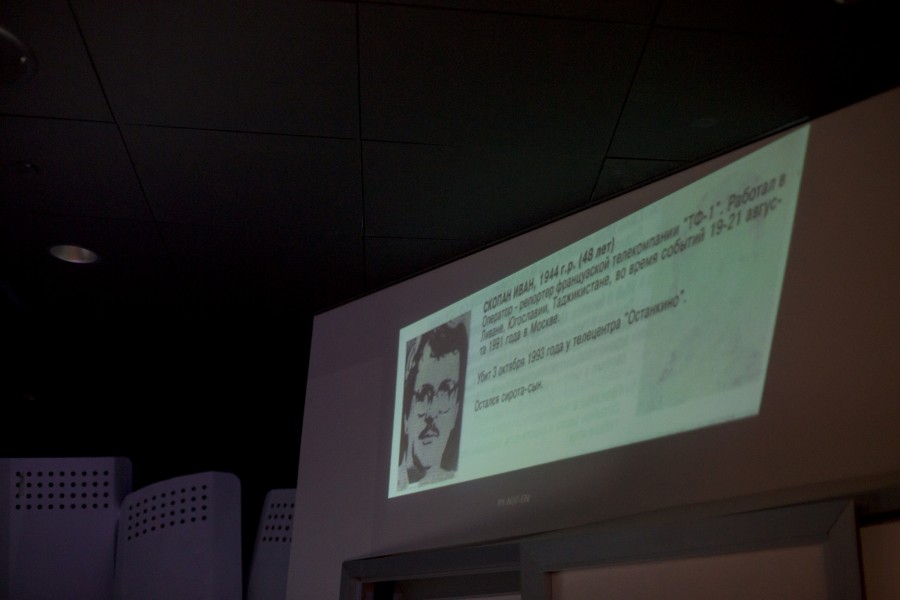 СКОПАН ИВАН, 1944 г.р. (48 лет)
Оператор - репортер французской телекомпании "ТФ-1". Работал в
Ливане, Югославии, Таджикистане, во время событий 19-21 авгус-
та 1991 года в Москве.
Убит 3 октября 1993 года у телецентра "Останкино".
Остался сирота-сын.